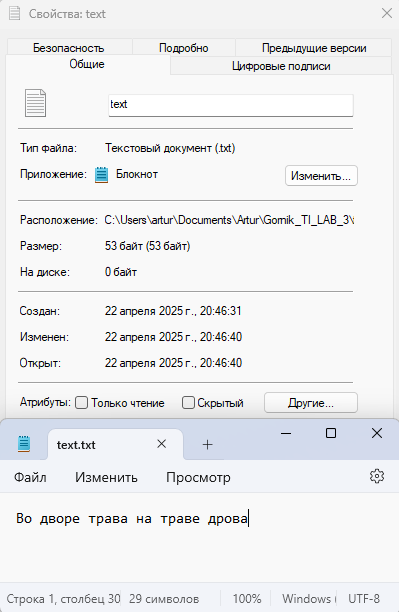 Свойства: text
Безопасность Подробно Предыдущие версии
Общие Цифровые подписи
text
Тип файла: Текстовый документ (.txt)
Приложение: Блокнот Изменить...
Расположение: C:\Users\artur\Documents\Artur\Gornik_TI_LAB_3\
Размер: 53 байт (53 байт)
На диске: 0 байт
Создан: 22 апреля 2025 г., 20:46:31
Изменен: 22 апреля 2025 г., 20:46:40
Открыт: 22 апреля 2025 г., 20:46:40
Атрибуты: Только чтение Скрытый Другие...
text.txt
Файл Изменить Просмотр
Во дворе трава на траве дрова
Строка 1, столбец 30 29 символов 100% Windows ( UTF-8